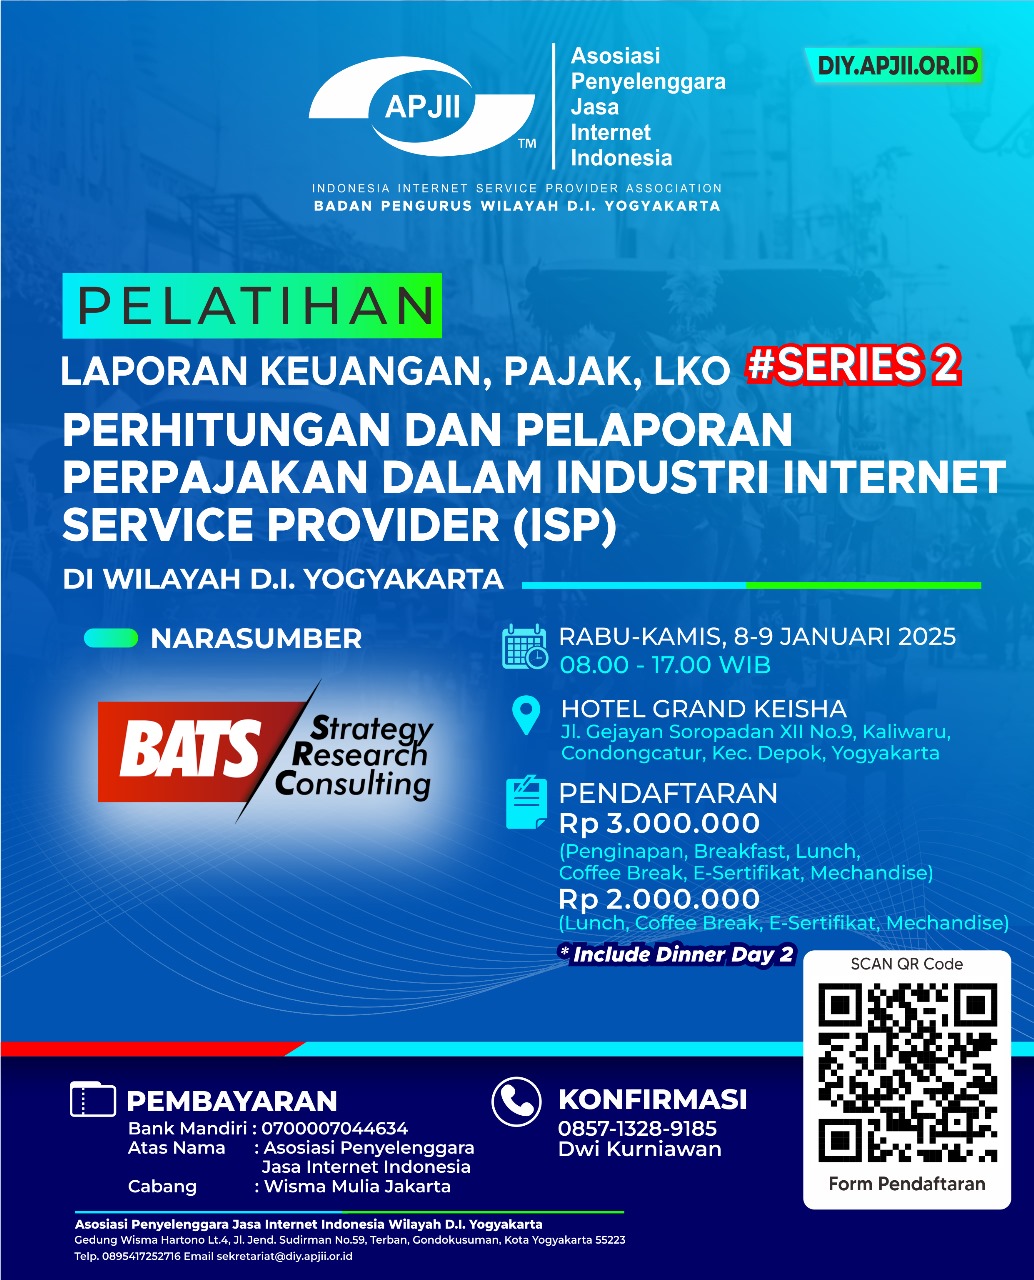 DIY.APJII.OR.ID
APJII
TM
Asosiasi
Penyelenggara
Jasa
Internet
Indonesia
INDONESIA INTERNET SERVICE PROVIDER ASSOCIATION
BADAN PENGURUS WILAYAH D.I. YOGYAKARTA
PELATIHAN
LAPORAN KEUANGAN, PAJAK, LKO #SERIES 2
PERHITUNGAN DAN PELAPORAN
PERPAJAKAN DALAM INDUSTRI INTERNET
SERVICE PROVIDER (ISP)
DI WILAYAH D.I. YOGYAKARTA
NARASUMBER
BATS
Strategy
Research
Consulting
RABU-KAMIS, 8-9 JANUARI 2025
08.00 - 17.00 WIB
HOTEL GRAND KEISHA
Jl. Gejayan Soropadan XII No.9, Kaliwaru,
Condongcatur, Kec. Depok, Yogyakarta
PENDAFTARAN
Rp 3.000.000
(Penginapan, Breakfast, Lunch,
Coffee Break, E-Sertifikat, Mechandise)
Rp 2.000.000
(Lunch, Coffee Break, E-Sertifikat, Mechandise)
* Include Dinner Day 2
SCAN QR Code
Form Pendaftaran
PEMBAYARAN
Bank Mandiri : 0700007044634
Atas Nama : Asosiasi Penyelenggara
Jasa Internet Indonesia
Cabang : Wisma Mulia Jakarta
KONFIRMASI
0857-1328-9185
Dwi Kurniawan
Asosiasi Penyelenggara Jasa Internet Indonesia Wilayah D.I. Yogyakarta
Gedung Wisma Hartono Lt.4, Jl. Jend. Sudirman No.59, Terban, Gondokusuman, Kota Yogyakarta 55223
Telp. 0895417252716 Email sekretariat@diy.apjii.or.id